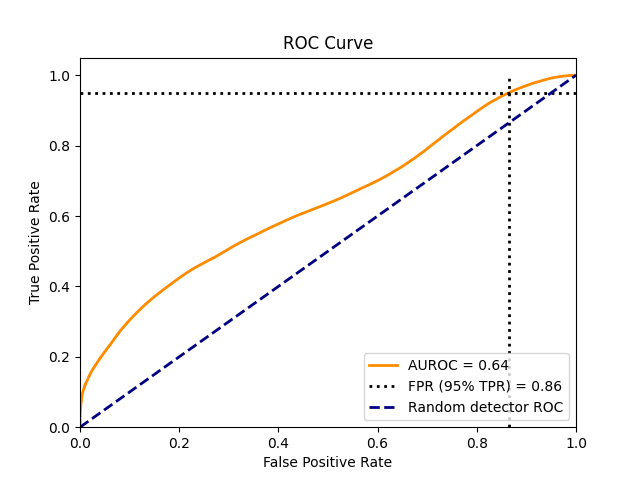 ROC Curve
True Positive Rate
1.0
0.8
0.6
0.4
0.2
0.0
0.0 0.2 0.4 0.6 0.8 1.0
False Positive Rate
AUROC = 0.64
FPR (95% TPR) = 0.86
Random detector ROC